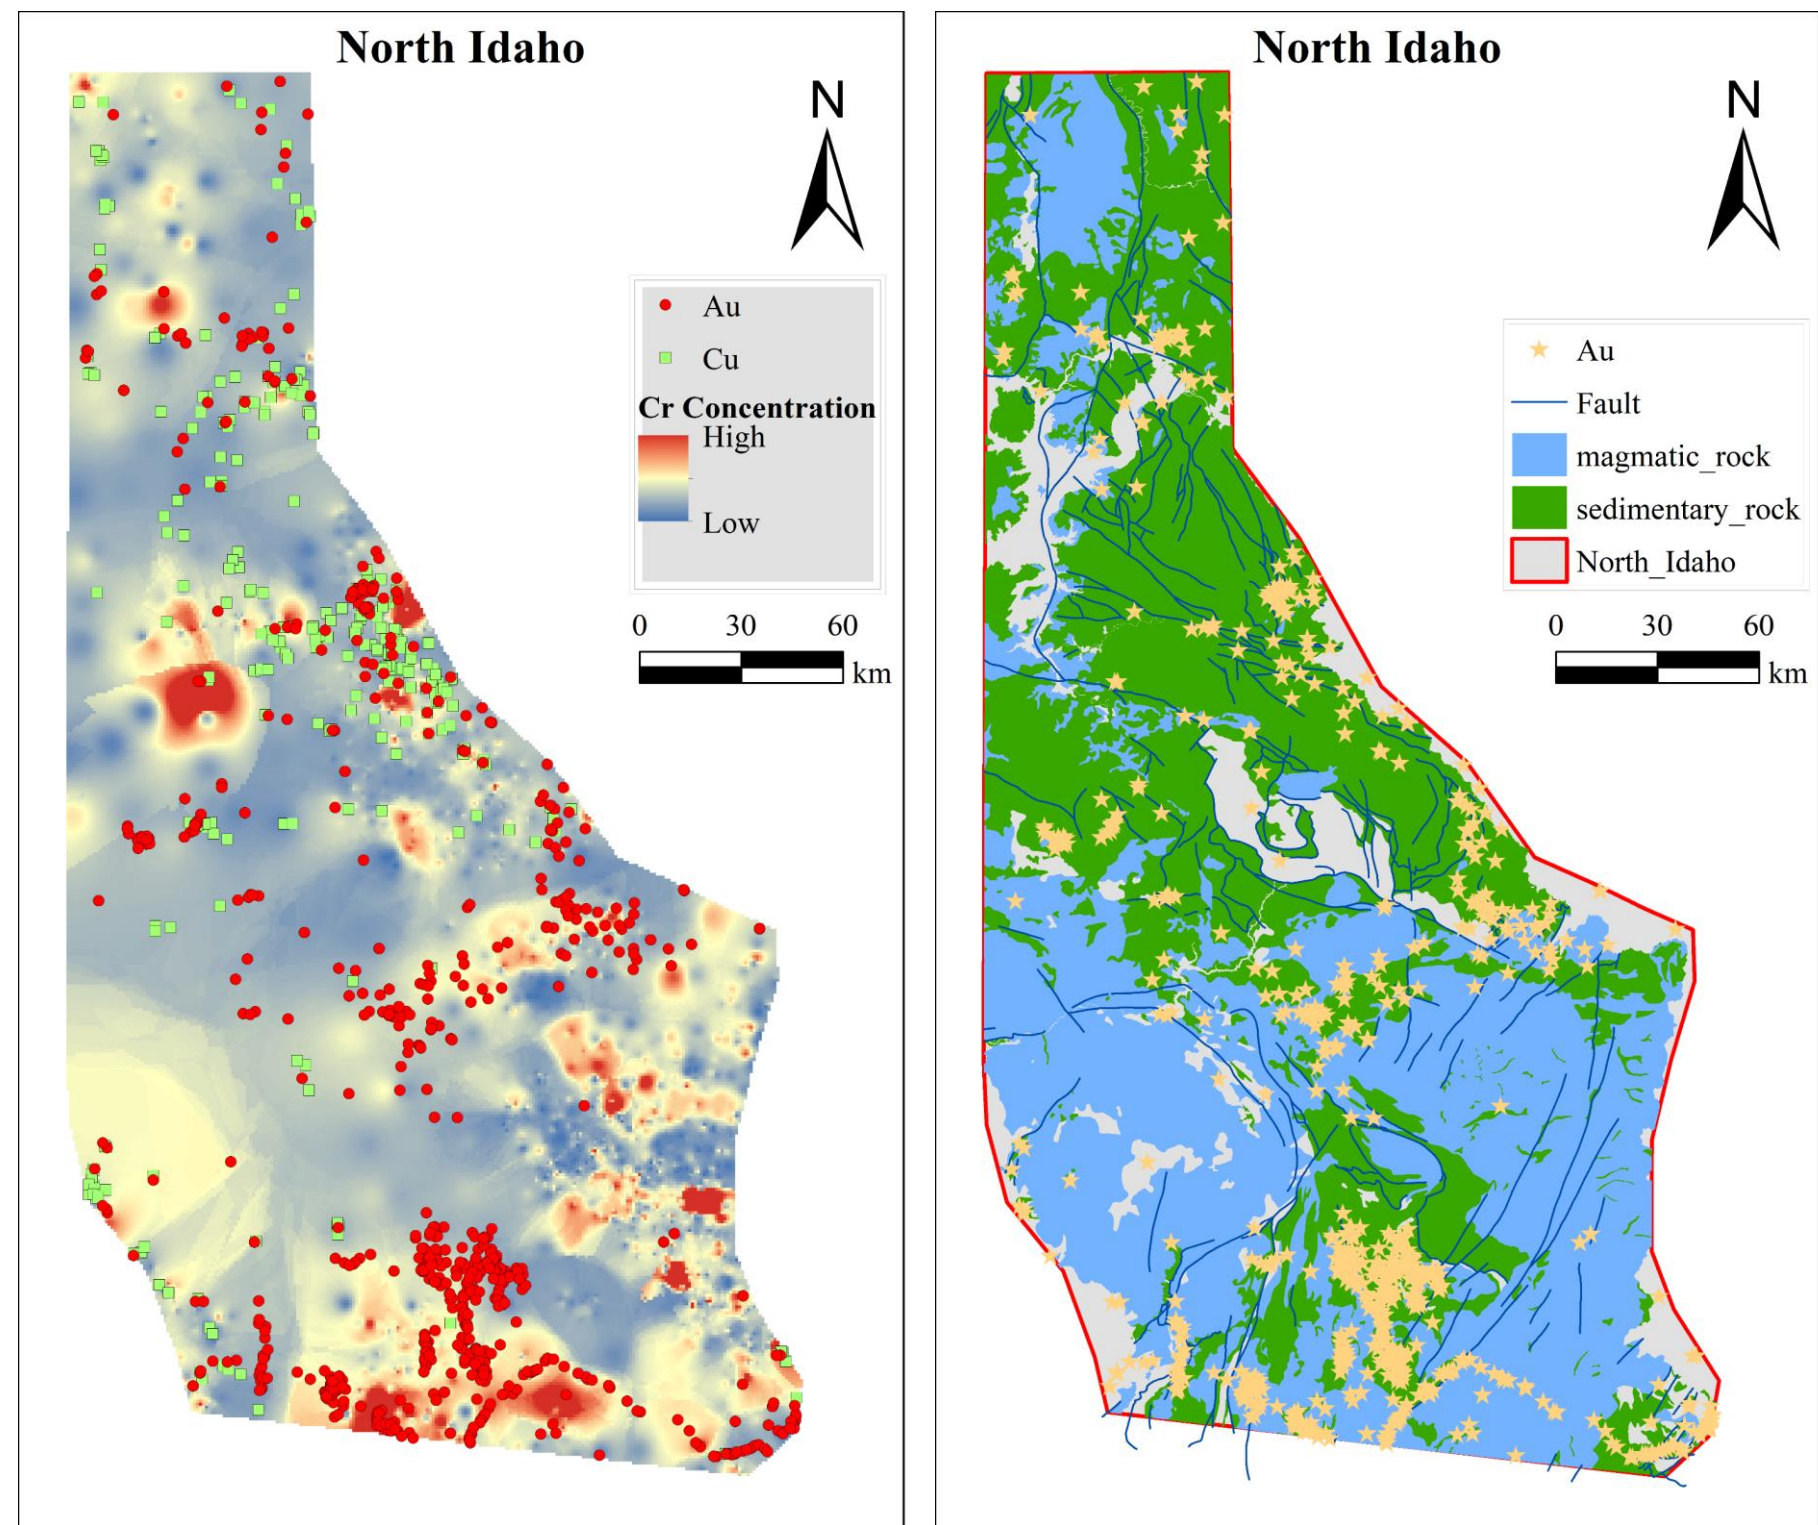 North Idaho
N
Au
Cu
Cr Concentration
High
Low
0 30 60
km
North Idaho
N
Au
Fault
magmatic_rock
sedimentary_rock
North_Idaho
0 30 60
km